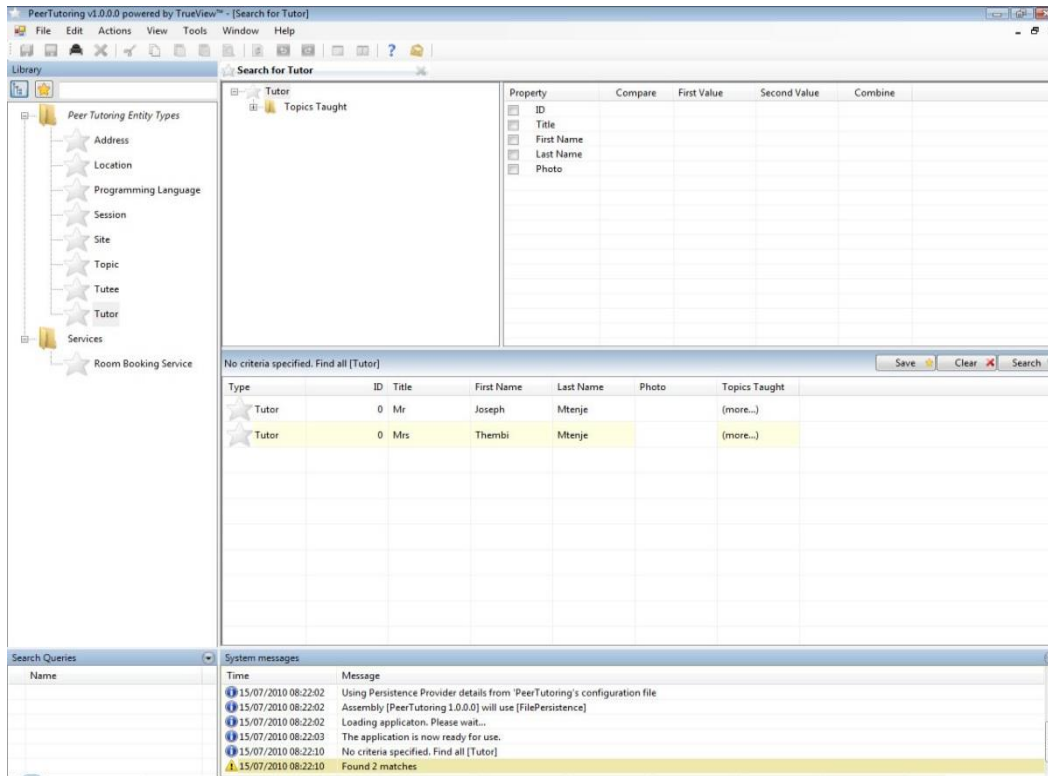 PeerTutoring v1.0.0.0 powered by TrueView™ - [Search for Tutor]
File Edit Actions View Tools Window Help
Library
Search for Tutor
Peer Tutoring Entity Types
Address
Location
Programming Language
Session
Site
Topic
Tutee
Tutor
Services
Room Booking Service
Tutor
Topics Taught
Property Compare First Value Second Value Combine
ID
Title
First Name
Last Name
Photo
No criteria specified. Find all [Tutor] Save Clear Search
Type ID Title First Name Last Name Photo Topics Taught
Tutor 0 Mr Joseph Mtenje (more...)
Tutor 0 Mrs Thembi Mtenje (more...)
Search Queries
Name
System messages
Time Message
15/07/2010 08:22:02 Using Persistence Provider details from 'PeerTutoring's configuration file
15/07/2010 08:22:02 Assembly [PeerTutoring 1.0.0.0] will use [FilePersistence]
15/07/2010 08:22:02 Loading applicaton. Please wait...
15/07/2010 08:22:03 The application is now ready for use.
15/07/2010 08:22:10 No criteria specified. Find all [Tutor]
15/07/2010 08:22:10 Found 2 matches